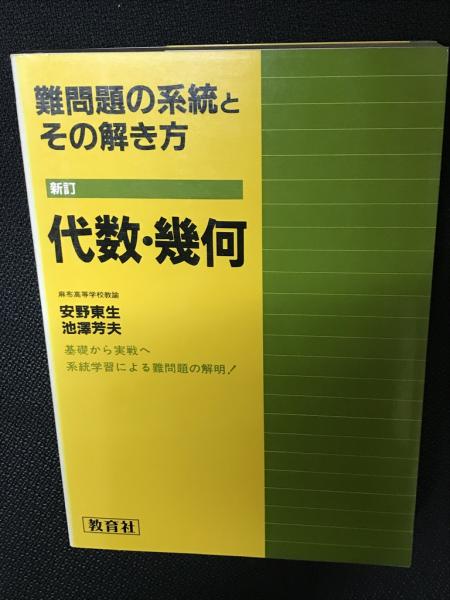 難問題の系統と
その解き方
新訂
代数・幾何
麻布高等学校教諭
安野東生
池澤芳夫
基礎から実戦へ
系統学習による難問題の解明！
教育社